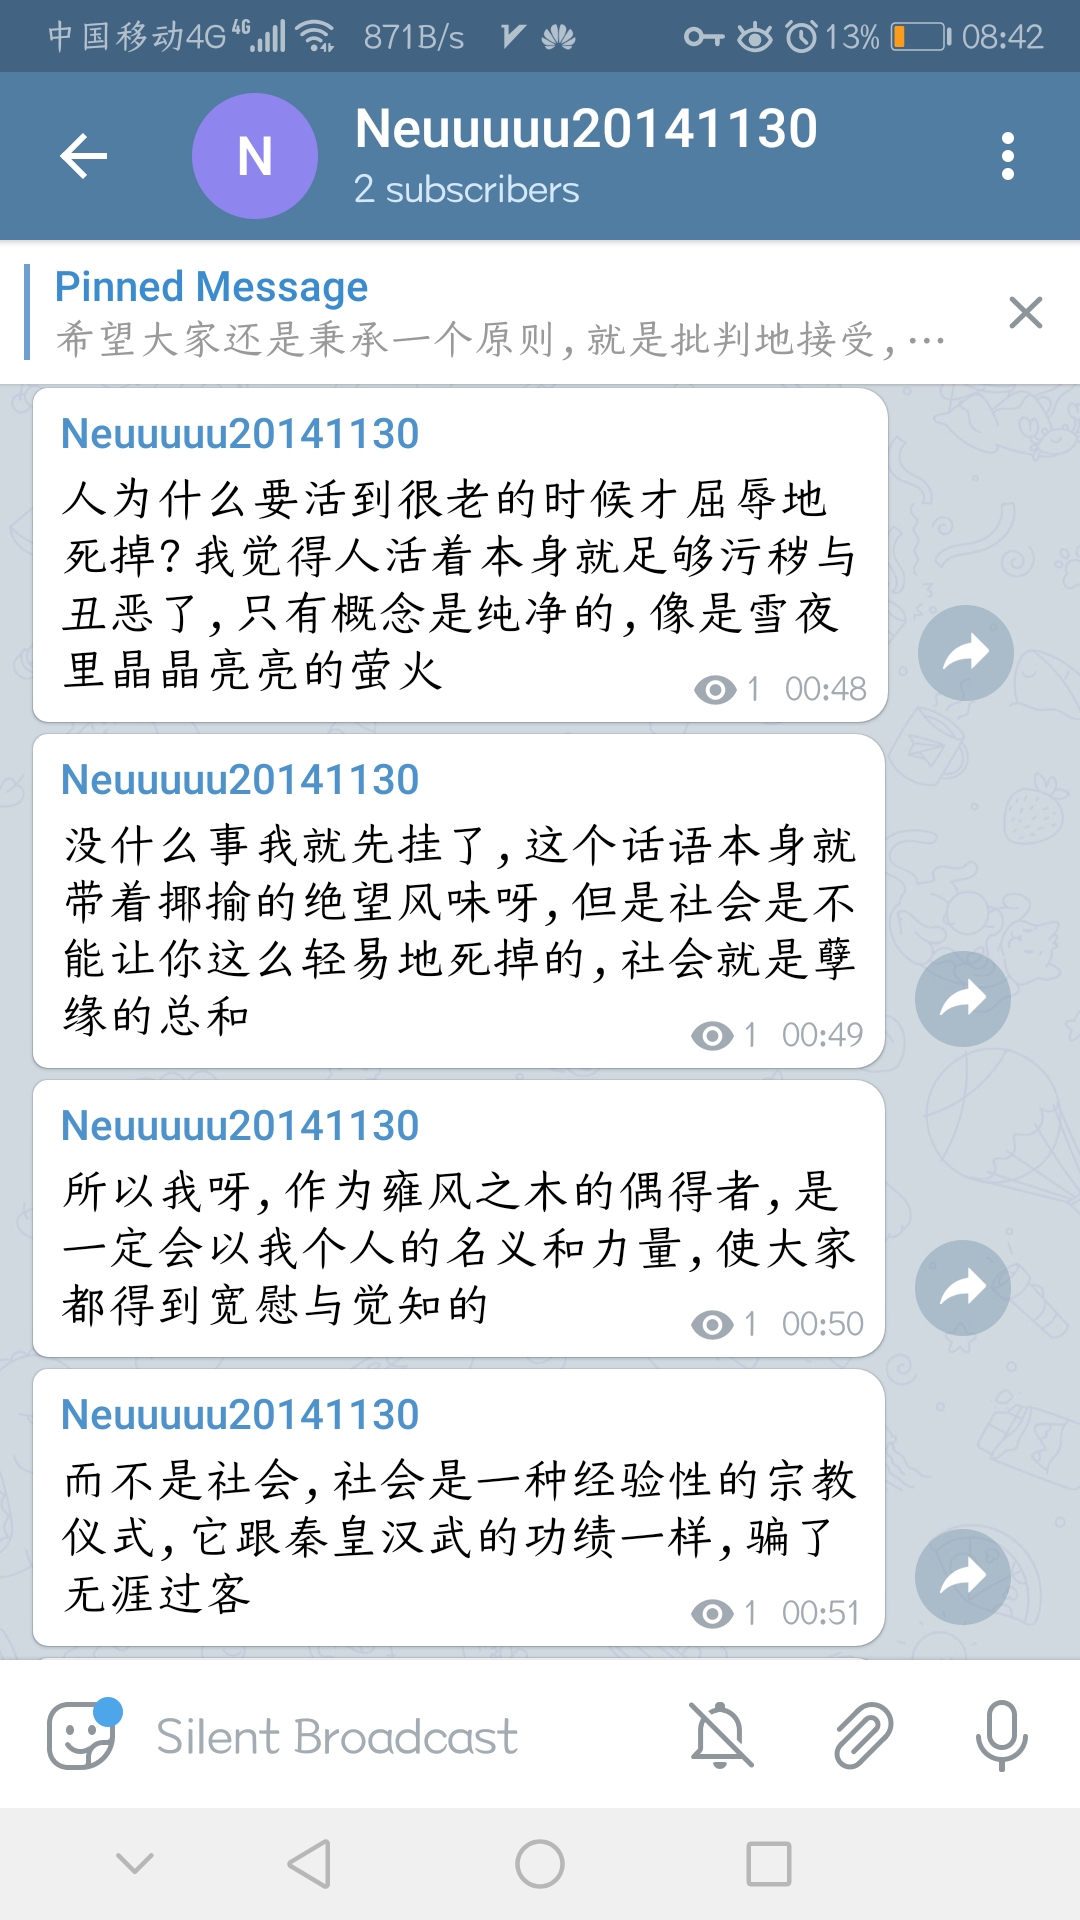 中国移动4G 4G 871B/s 13% 08:42
N
Neuuuuu20141130
2 subscribers
Pinned Message
希望大家还是秉承一个原则,就是批判地接受,…
Neuuuuu20141130
人为什么要活到很老的时候才屈辱地
死掉?我觉得人活着本身就足够污秽与
丑恶了,只有概念是纯净的,像是雪夜
里晶晶亮亮的萤火
1 00:48
Neuuuuu20141130
没什么事我就先挂了,这个话语本身就
带着揶揄的绝望风味呀,但是社会是不
能让你这么轻易地死掉的,社会就是孽
缘的总和
1 00:49
Neuuuuu20141130
所以我呀,作为雍风之木的偶得者,是
一定会以我个人的名义和力量,使大家
都得到宽慰与觉知的
1 00:50
Neuuuuu20141130
而不是社会,社会是一种经验性的宗教
仪式,它跟秦皇汉武的功绩一样,骗了
无涯过客
1 00:51
Silent Broadcast